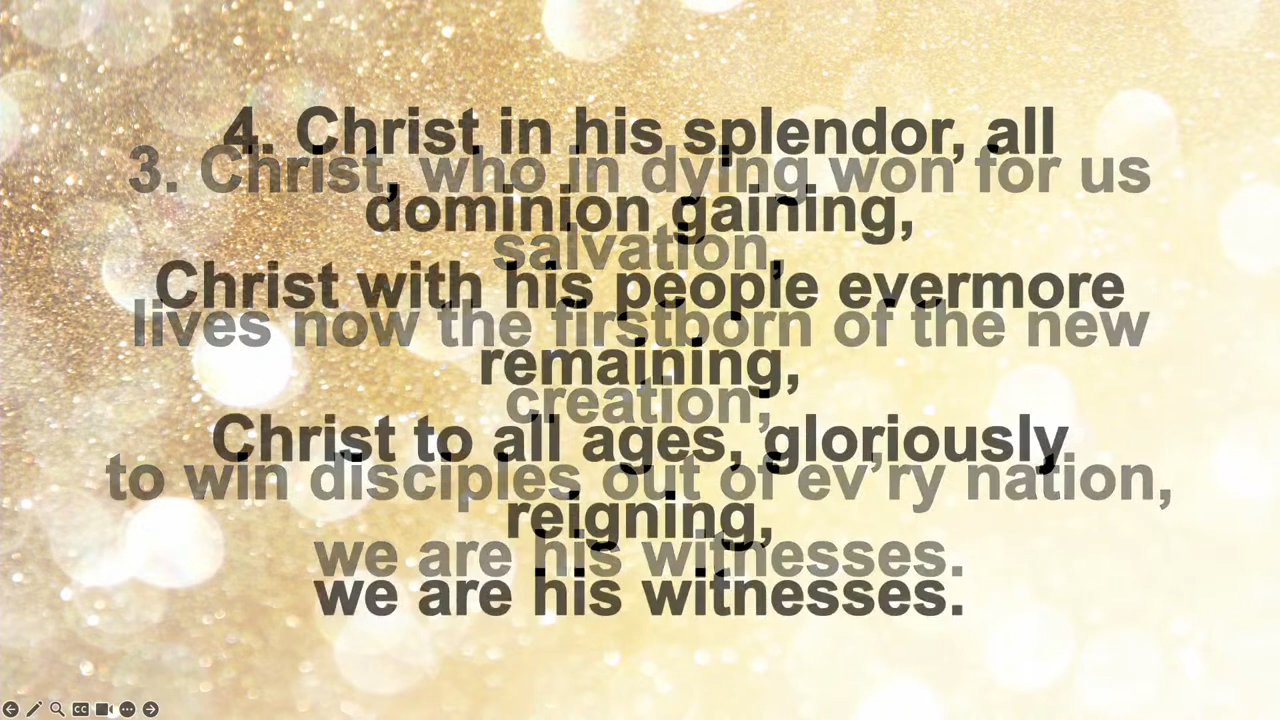 4. Christ in his splendor, all
dominion gaining,
Christ with his people evermore
remaining,
Christ to all ages, gloriously
reigning,
we are his witnesses.
3. Christ, who in dying won for us
salvation,
lives now the firstborn of the new
creation,
to win disciples out of ev’ry nation,
we are his witnesses.
CC